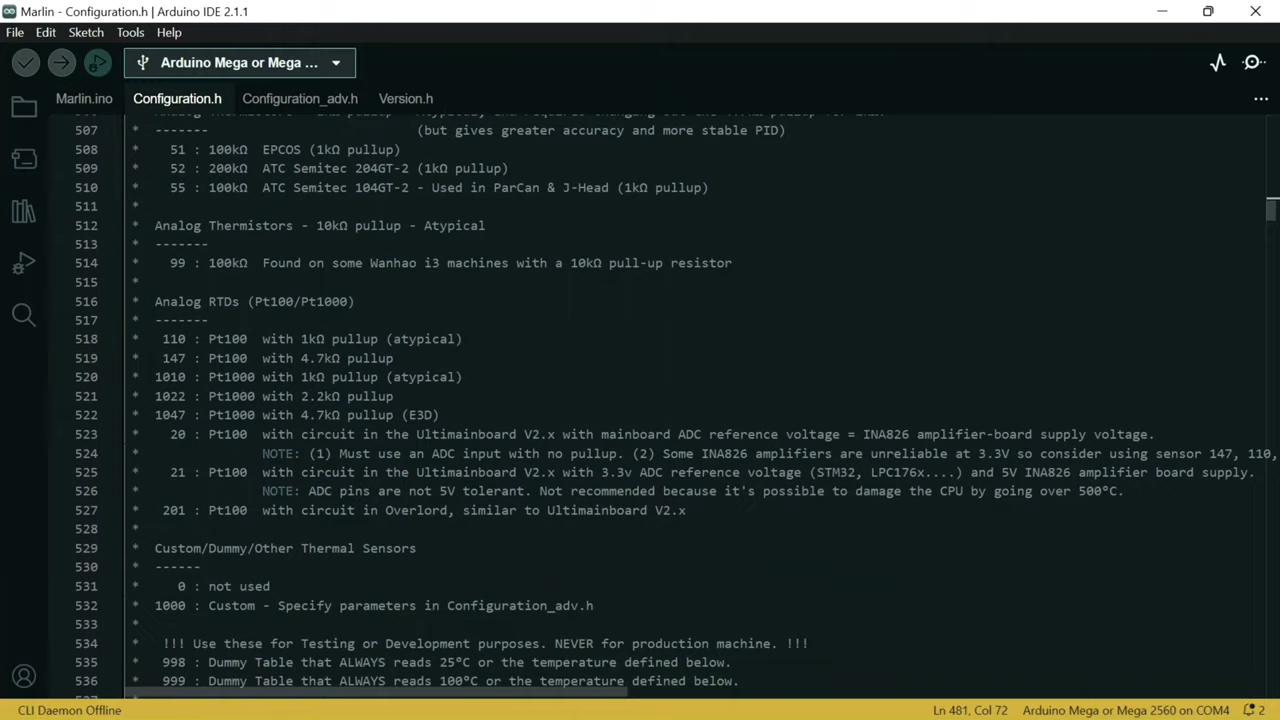 Marlin - Configuration.h | Arduino IDE 2.1.1
File Edit Sketch Tools Help
Arduino Mega or Mega ...
Marlin.ino Configuration.h Configuration_adv.h Version.h
507 * ------- (but gives greater accuracy and more stable PID)
508 * 51 : 100kΩ EPCOS (1kΩ pullup)
509 * 52 : 200kΩ ATC Semitec 204GT-2 (1kΩ pullup)
510 * 55 : 100kΩ ATC Semitec 104GT-2 - Used in ParCan & J-Head (1kΩ pullup)
511 *
512 * Analog Thermistors - 10kΩ pullup - Atypical
513 * -------
514 * 99 : 100kΩ Found on some Wanhao i3 machines with a 10kΩ pull-up resistor
515 *
516 * Analog RTDs (Pt100/Pt1000)
517 * -------
518 * 110 : Pt100 with 1kΩ pullup (atypical)
519 * 147 : Pt100 with 4.7kΩ pullup
520 * 1010 : Pt1000 with 1kΩ pullup (atypical)
521 * 1022 : Pt1000 with 2.2kΩ pullup
522 * 1047 : Pt1000 with 4.7kΩ pullup (E3D)
523 * 20 : Pt100 with circuit in the Ultimainboard V2.x with mainboard ADC reference voltage = INA826 amplifier-board supply voltage.
524 * NOTE: (1) Must use an ADC input with no pullup. (2) Some INA826 amplifiers are unreliable at 3.3V so consider using sensor 147, 110,
525 * 21 : Pt100 with circuit in the Ultimainboard V2.x with 3.3v ADC reference voltage (STM32, LPC176x....) and 5V INA826 amplifier board supply.
526 * NOTE: ADC pins are not 5V tolerant. Not recommended because it's possible to damage the CPU by going over 500°C.
527 * 201 : Pt100 with circuit in Overlord, similar to Ultimainboard V2.x
528 *
529 * Custom/Dummy/Other Thermal Sensors
530 * ------
531 * 0 : not used
532 * 1000 : Custom - Specify parameters in Configuration_adv.h
533 *
534 * !!! Use these for Testing or Development purposes. NEVER for production machine. !!!
535 * 998 : Dummy Table that ALWAYS reads 25°C or the temperature defined below.
536 * 999 : Dummy Table that ALWAYS reads 100°C or the temperature defined below.
CLI Daemon Offline Ln 481, Col 72 Arduino Mega or Mega 2560 on COM4 2